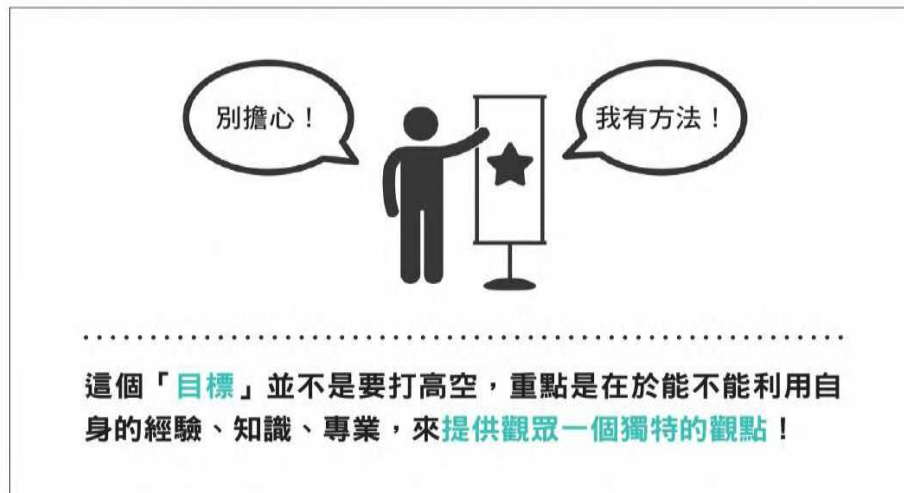 別擔心！
我有方法！
這個「目標」並不是要打高空，重點是在於能不能利用自
身的經驗、知識、專業，來提供觀眾一個獨特的觀點！